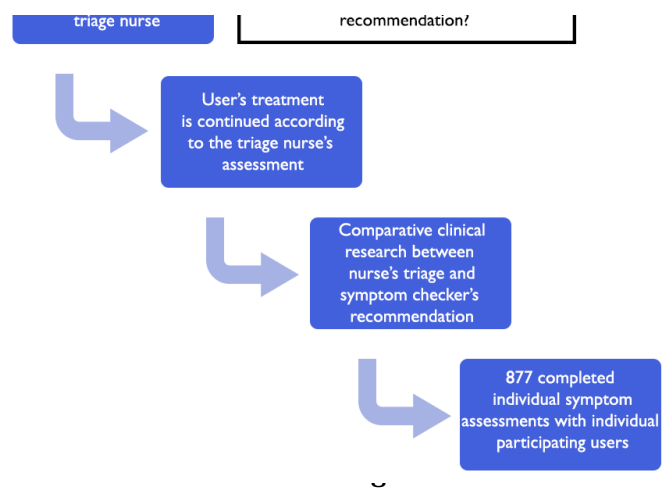 triage nurse
recommendation?
User's treatment
is continued according
to the triage nurse's
assessment
Comparative clinical
research between
nurse's triage and
symptom checker's
recommendation
877 completed
individual symptom
assessments with individual
participating users